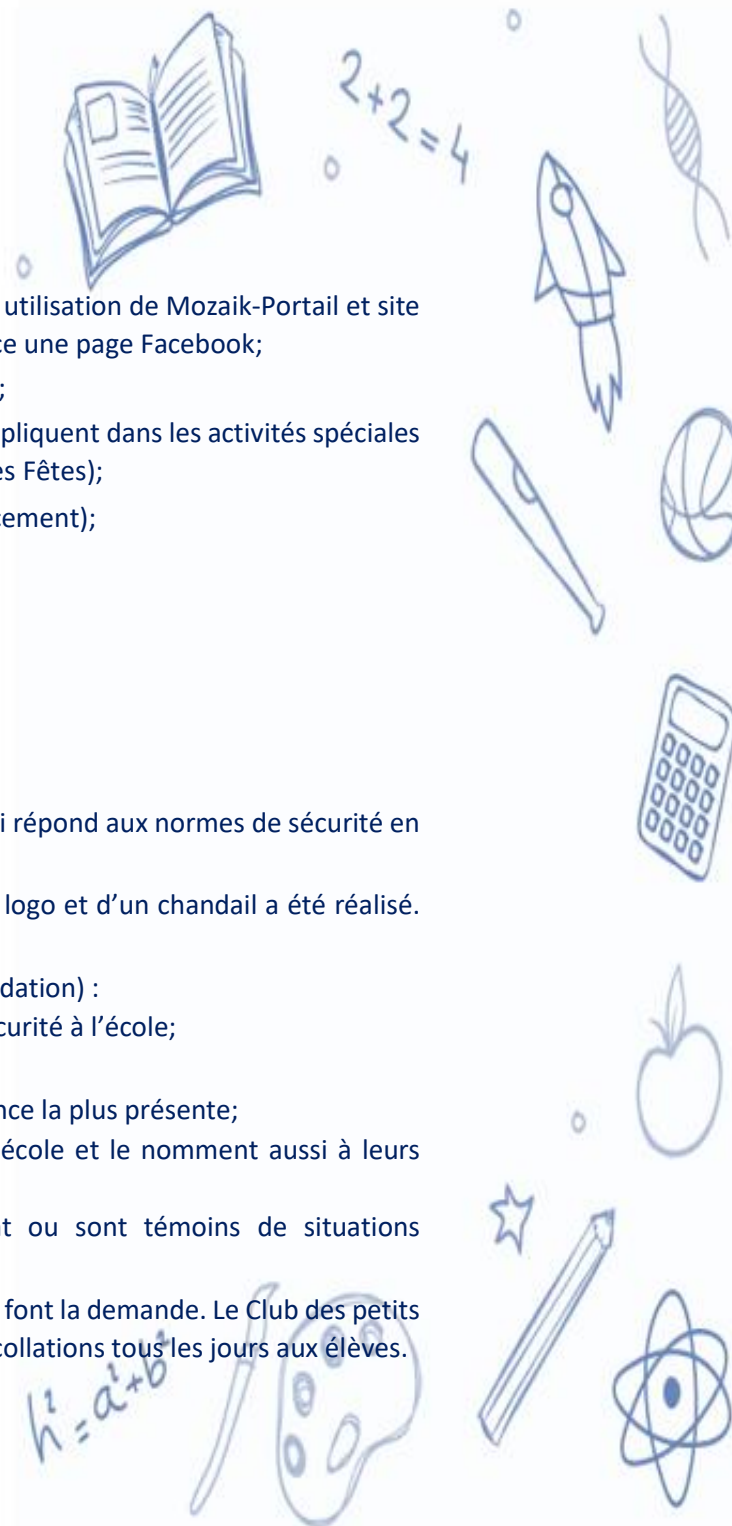 2+2=4
utilisation de Mozaik-Portail et site
ce une page Facebook;
;
pliquent dans les activités spéciales
es Fêtes);
cement);
i répond aux normes de sécurité en
logo et d’un chandail a été réalisé.
dation) :
curité à l’école;
nce la plus présente;
école et le nomment aussi à leurs
t ou sont témoins de situations
font la demande. Le Club des petits
collations tous les jours aux élèves.
h²=a²+b²